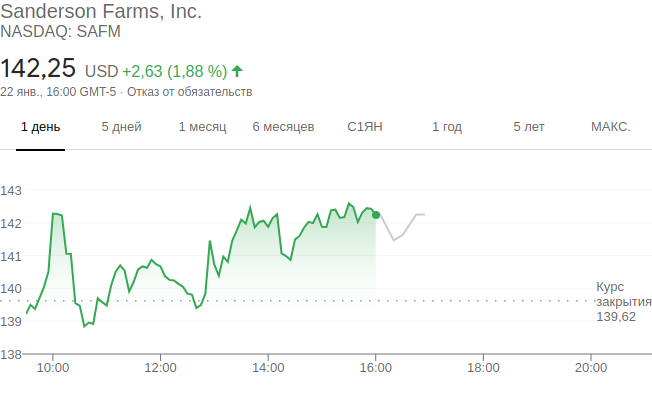 Sanderson Farms, Inc.
NASDAQ: SAFM
142,25 USD +2,63 (1,88 %)
22 янв., 16:00 GMT-5 · Отказ от обязательств
1 день 5 дней 1 месяц 6 месяцев С1ЯН 1 год 5 лет МАКС.
143
142
141
140
Курс
закрытия
139,62
139
138
10:00 12:00 14:00 16:00 18:00 20:00